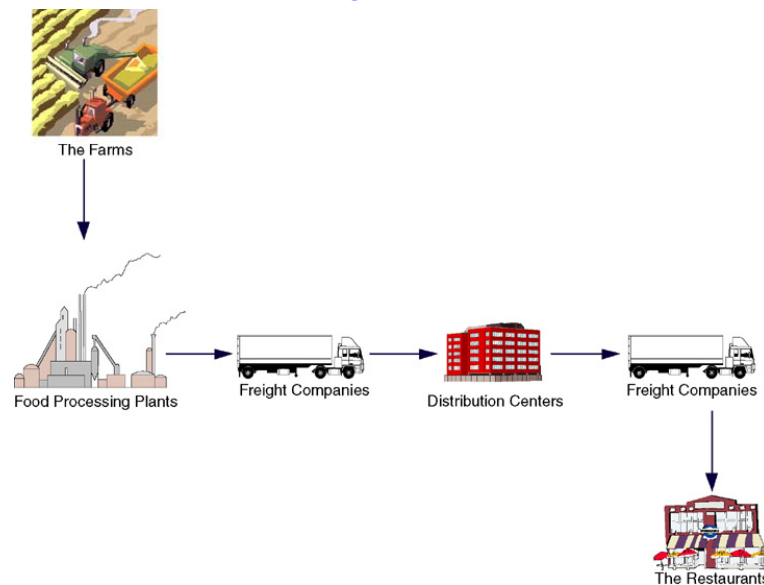 The Farms
Food Processing Plants
Freight Companies
Distribution Centers
Freight Companies
The Restaurants